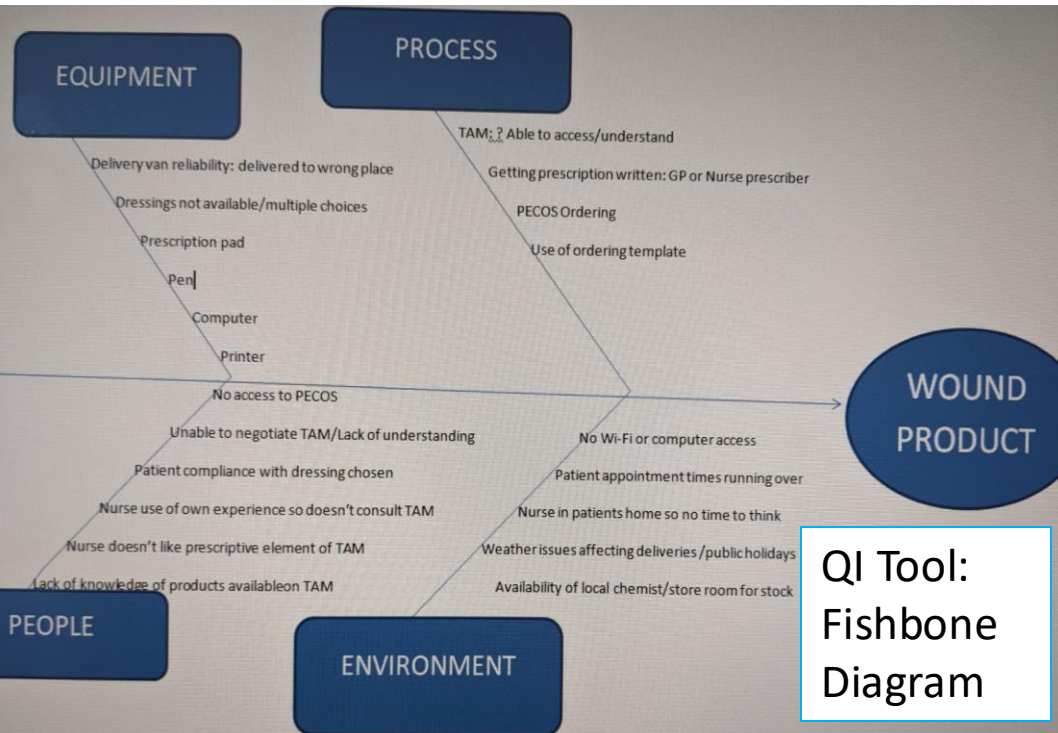 EQUIPMENT
Delivery van reliability: delivered to wrong place
Dressings not available/multiple choices
Prescription pad
Pen
Computer
Printer
PROCESS
TAM: ? Able to access/understand
Getting prescription written: GP or Nurse prescriber
PECOS Ordering
Use of ordering template
No access to PECOS
Unable to negotiate TAM/Lack of understanding
Patient compliance with dressing chosen
Nurse use of own experience so doesn't consult TAM
Nurse doesn't like prescriptive element of TAM
Lack of knowledge of products availableon TAM
PEOPLE
No Wi-Fi or computer access
Patient appointment times running over
Nurse in patients home so no time to think
Weather issues affecting deliveries /public holidays
Availability of local chemist/store room for stock
ENVIRONMENT
WOUND
PRODUCT
QI Tool:
Fishbone
Diagram